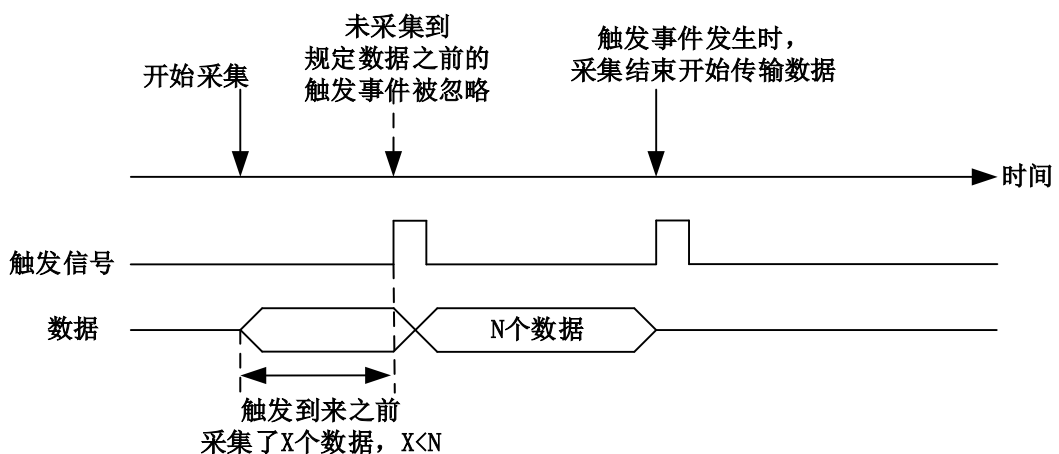 未采集到
规定数据之前的
触发事件被忽略
触发事件发生时，
采集结束开始传输数据
开始采集
时间
触发信号
数据
N个数据
触发到来之前
采集了X个数据，X<N